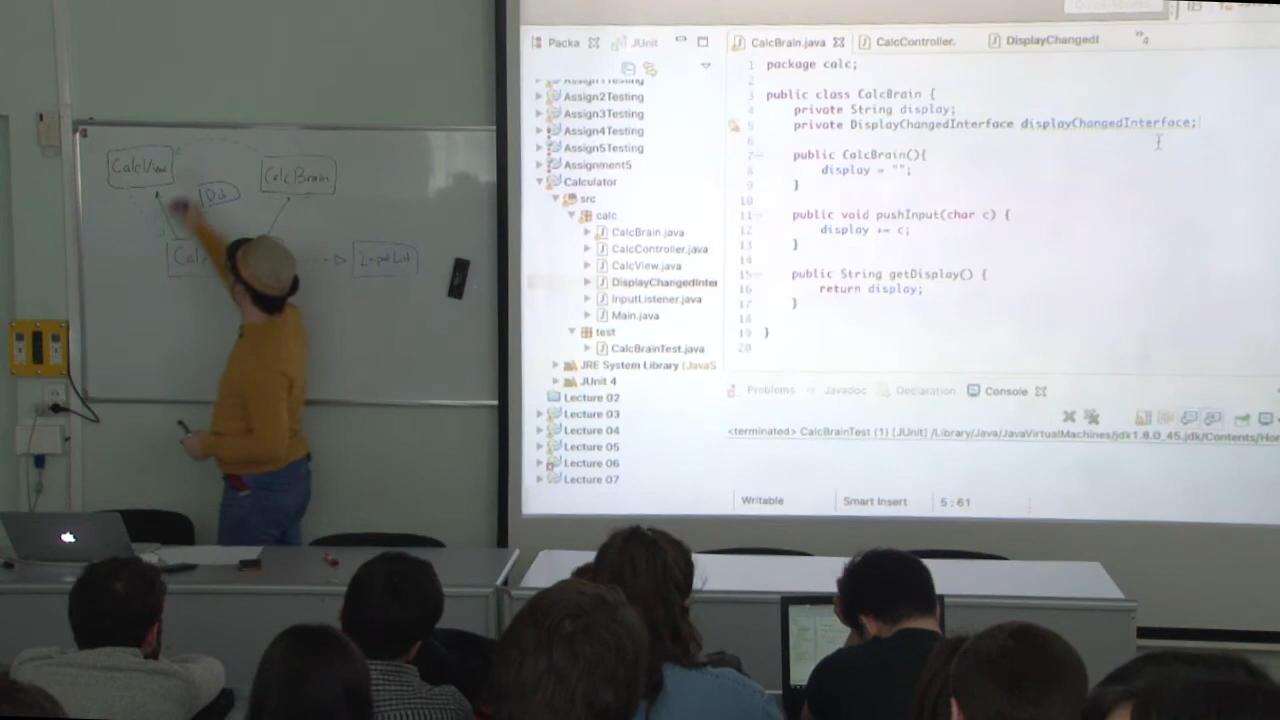 CalcView
CalcBrain
InputList
Packa
JUnit
Assign2Testing
Assign3Testing
Assign4Testing
Assign5Testing
Assignment5
Calculator
src
calc
CalcBrain.java
CalcController.java
CalcView.java
DisplayChangedInter
InputListener.java
Main.java
test
CalcBrainTest.java
JRE System Library (JavaS
JUnit 4
Lecture 02
Lecture 03
Lecture 04
Lecture 05
Lecture 06
Lecture 07
CalcBrain.java CalcController. DisplayChangedI 4
1 package calc;
2
3 public class CalcBrain {
4 private String display;
5 private DisplayChangedInterface displayChangedInterface;
6
7 public CalcBrain(){
8 display = "";
9 }
10
11 public void pushInput(char c) {
12 display += c;
13 }
14
15 public String getDisplay() {
16 return display;
17 }
18
19 }
20
Problems Javadoc Declaration Console
<terminated> CalcBrainTest (1) [JUnit] /Library/Java/JavaVirtualMachines/jdk1.8.0_45.jdk/Contents/Hom
Writable Smart Insert 5 : 61